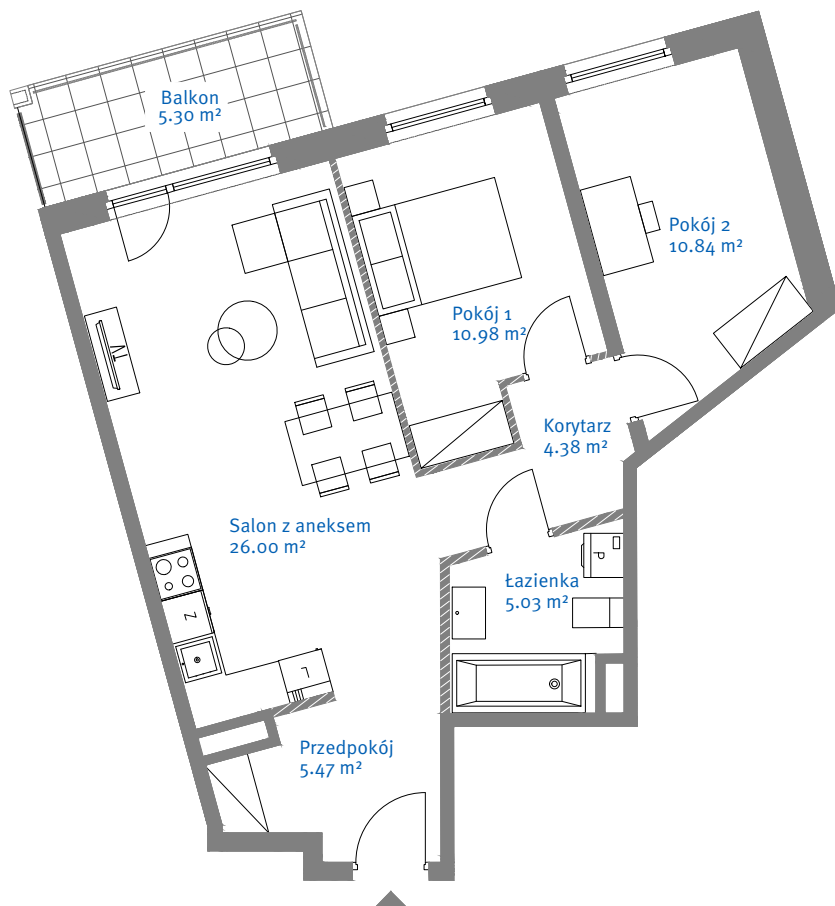 Balkon
5.30 m²
Pokój 2
10.84 m²
Pokój 1
10.98 m²
TV
Korytarz
4.38 m²
Salon z aneksem
26.00 m²
P
Łazienka
5.03 m²
Z
L
Przedpokój
5.47 m²